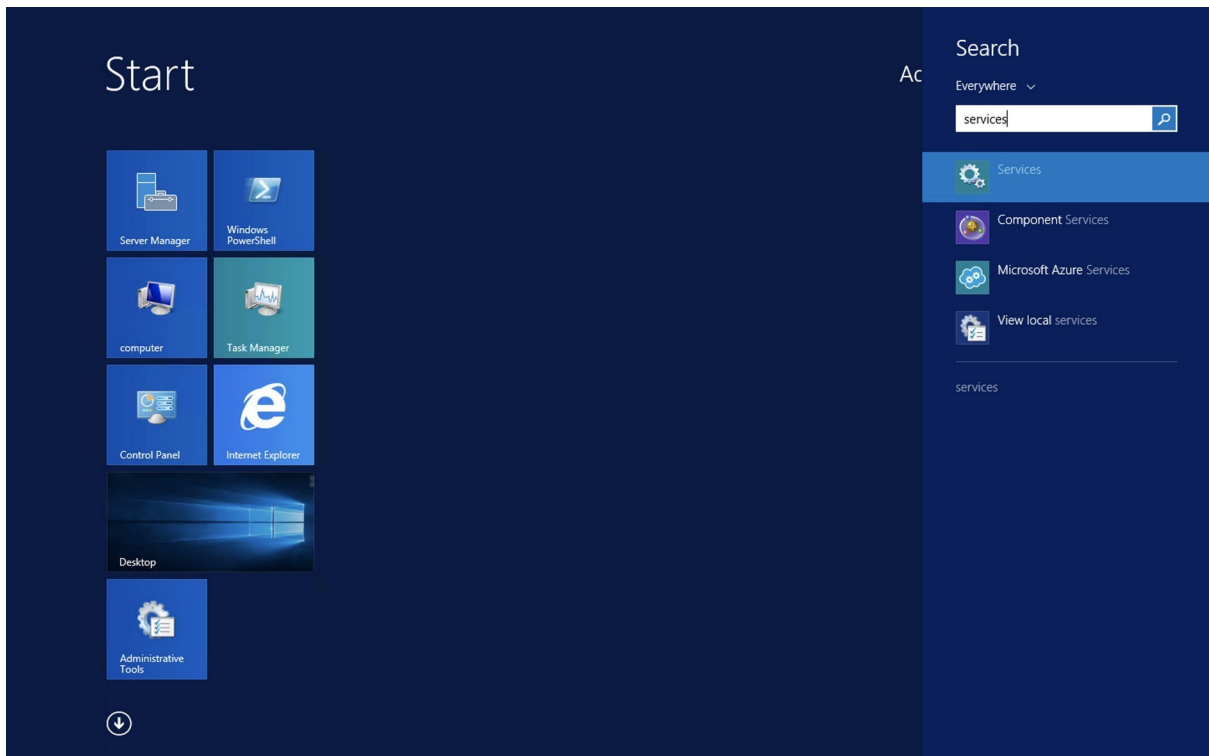 Start
Ac
Server Manager
Windows
PowerShell
computer
Task Manager
Control Panel
Internet Explorer
Desktop
Administrative
Tools
Search
Everywhere
services
Services
Component Services
Microsoft Azure Services
View local services
services